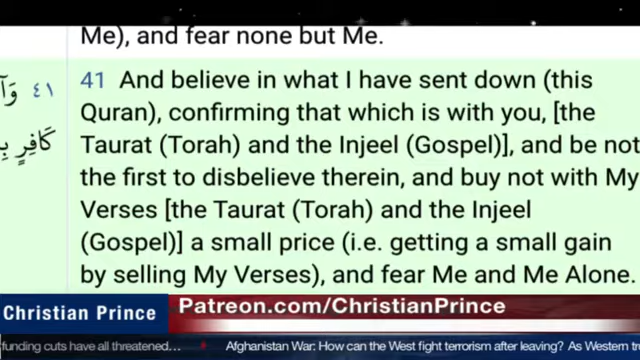 Me), and fear none but Me.
41 And believe in what I have sent down (this
Quran), confirming that which is with you, [the
Taurat (Torah) and the Injeel (Gospel)], and be not
the first to disbelieve therein, and buy not with My
Verses [the Taurat (Torah) and the Injeel
(Gospel)] a small price (i.e. getting a small gain
by selling My Verses), and fear Me and Me Alone.
٤١
كَافِرٍ
Christian Prince
Patreon.com/ChristianPrince
funding cuts have all threatened... Afghanistan War: How can the West fight terrorism after leaving? As Western